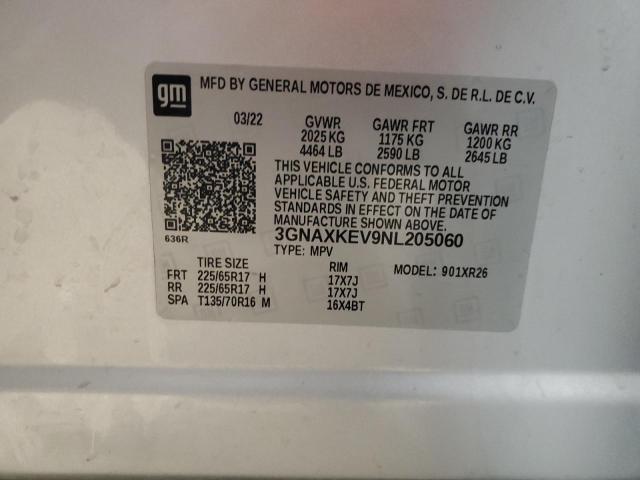 gm
MFD BY GENERAL MOTORS DE MEXICO, S. DE R.L. DE C.V.
03/22 GVWR GAWR FRT GAWR RR
2025 KG 1175 KG 1200 KG
4464 LB 2590 LB 2645 LB
THIS VEHICLE CONFORMS TO ALL
APPLICABLE U.S. FEDERAL MOTOR
VEHICLE SAFETY AND THEFT PREVENTION
STANDARDS IN EFFECT ON THE DATE OF
MANUFACTURE SHOWN ABOVE.
636R 3GNAXKEV9NL205060
TYPE: MPV
TIRE SIZE RIM MODEL: 901XR26
FRT 225/65R17 H 17X7J
RR 225/65R17 H 17X7J
SPA T135/70R16 M 16X4BT